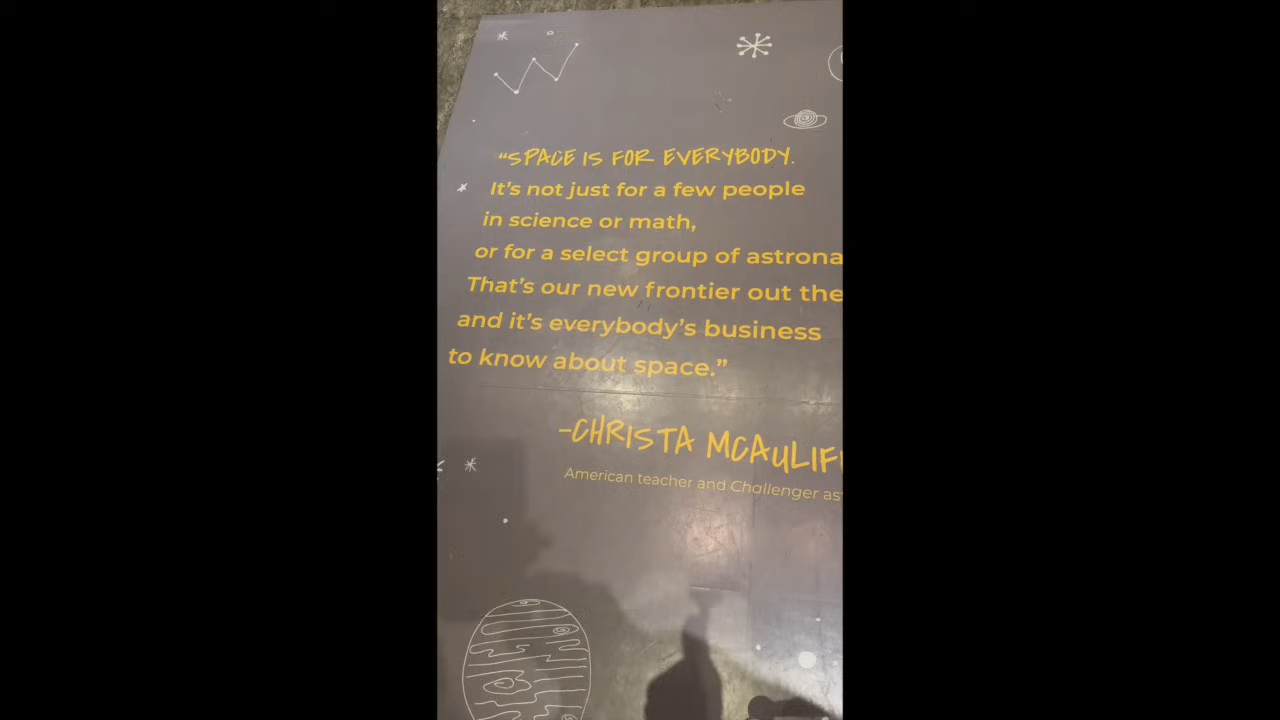 "SPACE IS FOR EVERYBODY.
It's not just for a few people
in science or math,
or for a select group of astrona
That's our new frontier out the
and it's everybody's business
to know about space."
-CHRISTA MCAULIF
American teacher and Challenger as